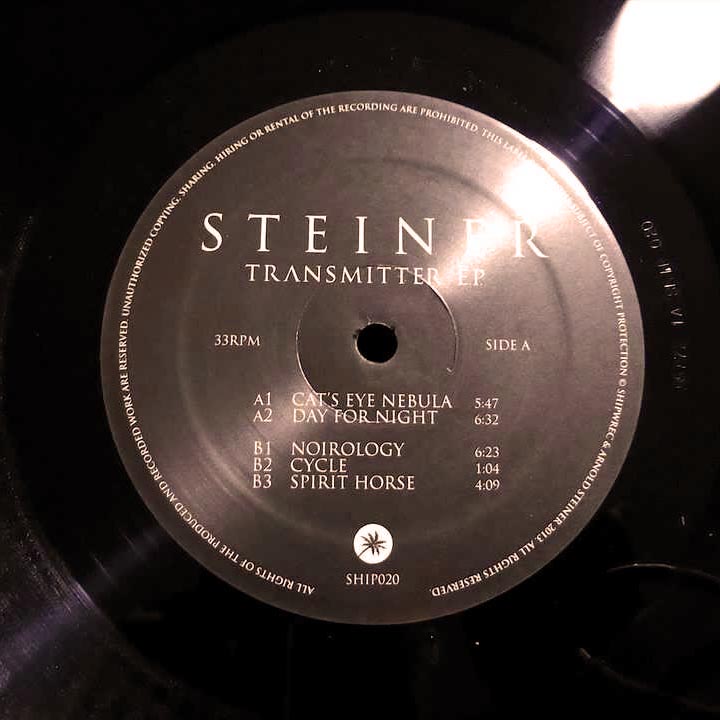 STEINER
TRANSMITTER EP
33RPM
SIDE A
A1 CAT'S EYE NEBULA 5:47
A2 DAY FOR NIGHT 6:32
B1 NOIROLOGY 6:23
B2 CYCLE 1:04
B3 SPIRIT HORSE 4:09
SHIP020
ALL RIGHTS OF THE PRODUCED AND RECORDED WORK ARE RESERVED. UNAUTHORIZED COPYING, SHARING, HIRING OR RENTAL OF THE RECORDING ARE PROHIBITED. THIS SUBJECT OF COPYRIGHT PROTECTION © SHIPWREC & ARNOLD STEINER 2013. ALL RIGHTS RESERVED.